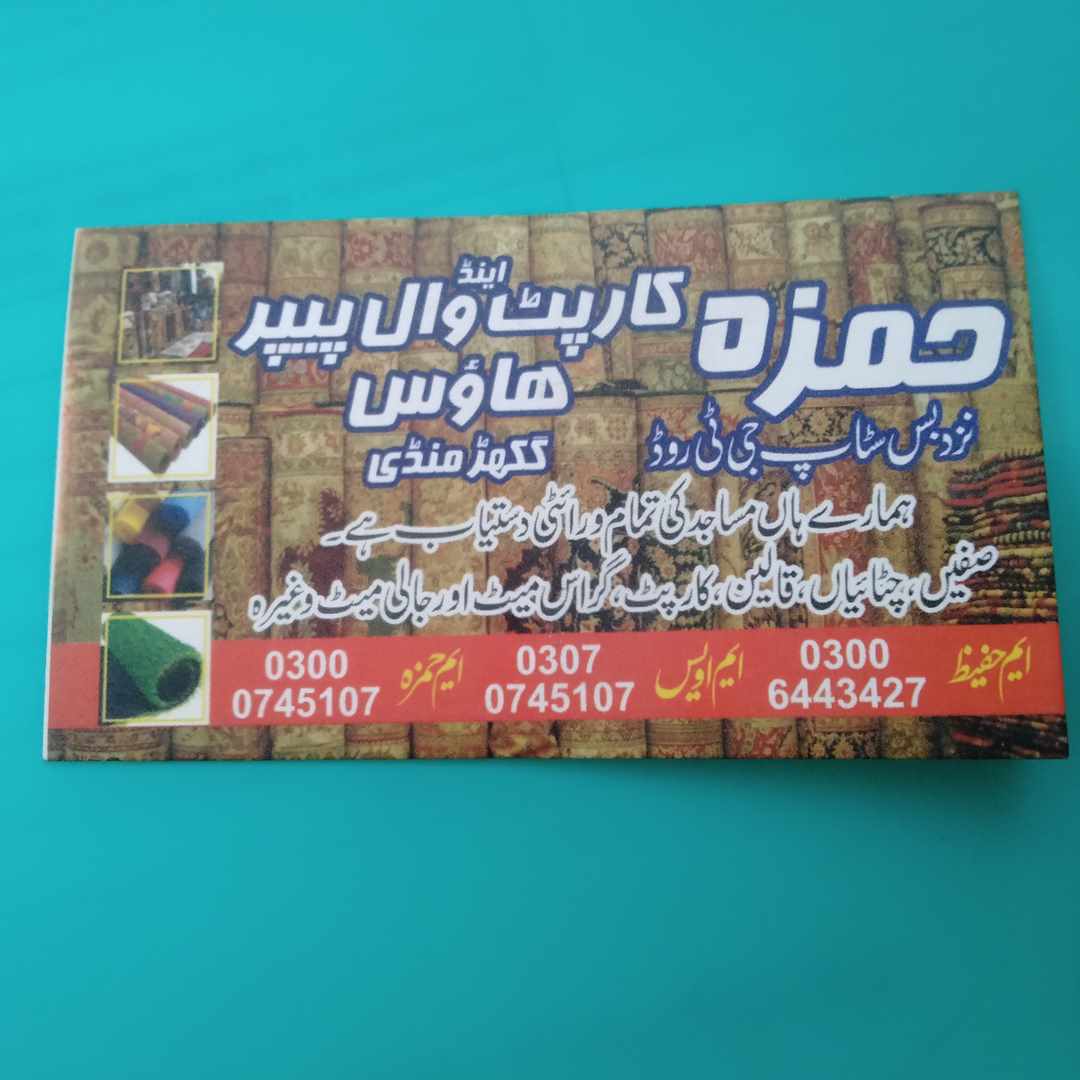 حمزہ کارپٹ اینڈ وال پیپر
ھاؤس
نزد بس سٹاپ جی ٹی روڈ گکھڑ منڈی
ہمارے ہاں مساجد کی تمام ورائٹی دستیاب ہے۔
صفیں، چٹائیاں، قالین، کارپٹ، گراس میٹ اور جالی میٹ وغیرہ
ایم حفیظ 0300 6443427
ایم اویس 0307 0745107
ایم حمزہ 0300 0745107